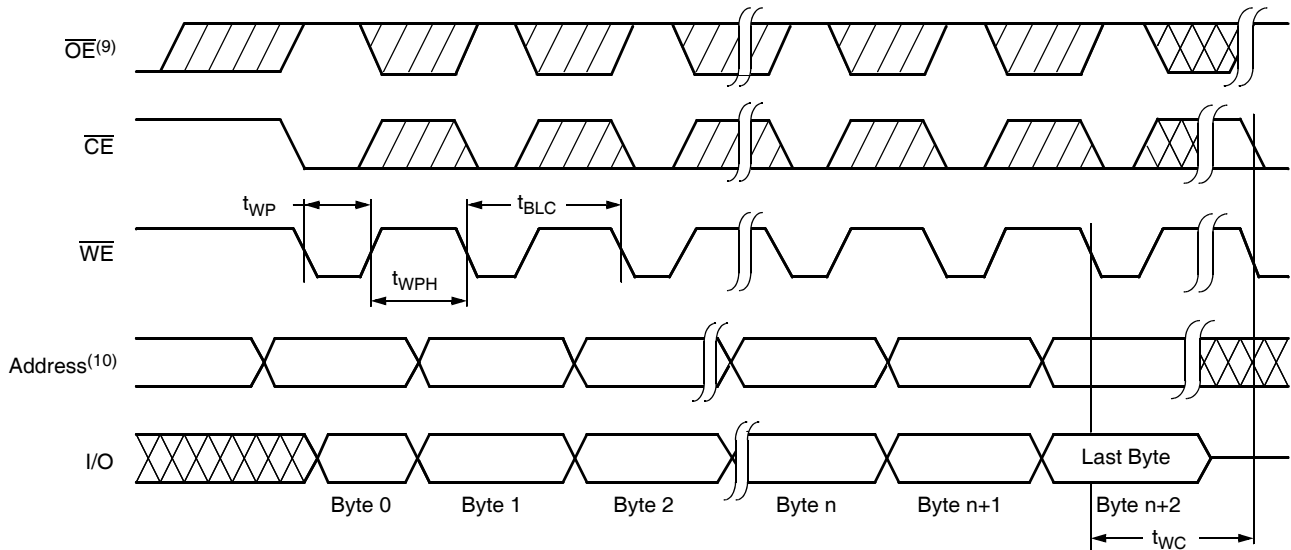 OE(9)
CE
tWP
tBLC
WE
tWPH
Address(10)
I/O
Last Byte
Byte 0 Byte 1 Byte 2 Byte n Byte n+1 Byte n+2
tWC